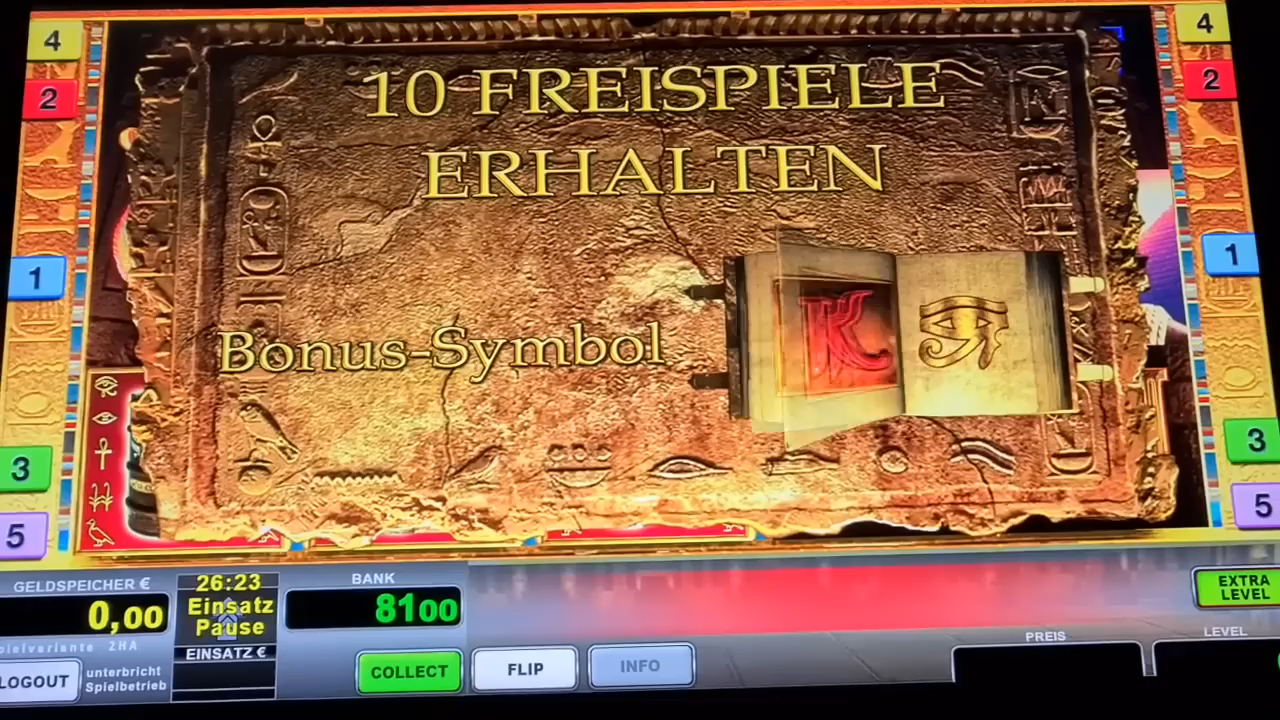 10 FREISPIELE
ERHALTEN
Bonus-Symbol
K
4
2
1
3
5
4
2
1
3
5
GELDSPEICHER €
0,00
26:23
Einsatz
Pause
BANK
8100
EINSATZ €
2HA
LOGOUT
unterbricht
Spielbetrieb
COLLECT
FLIP
INFO
EXTRA
LEVEL
PREIS
LEVEL